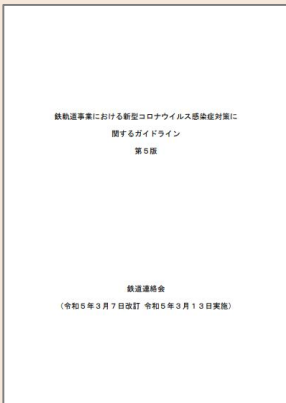 鉄軌道事業における新型コロナウイルス感染症対策に
関するガイドライン
第5版
鉄道連絡会
（令和5年3月7日改訂 令和5年3月13日実施）